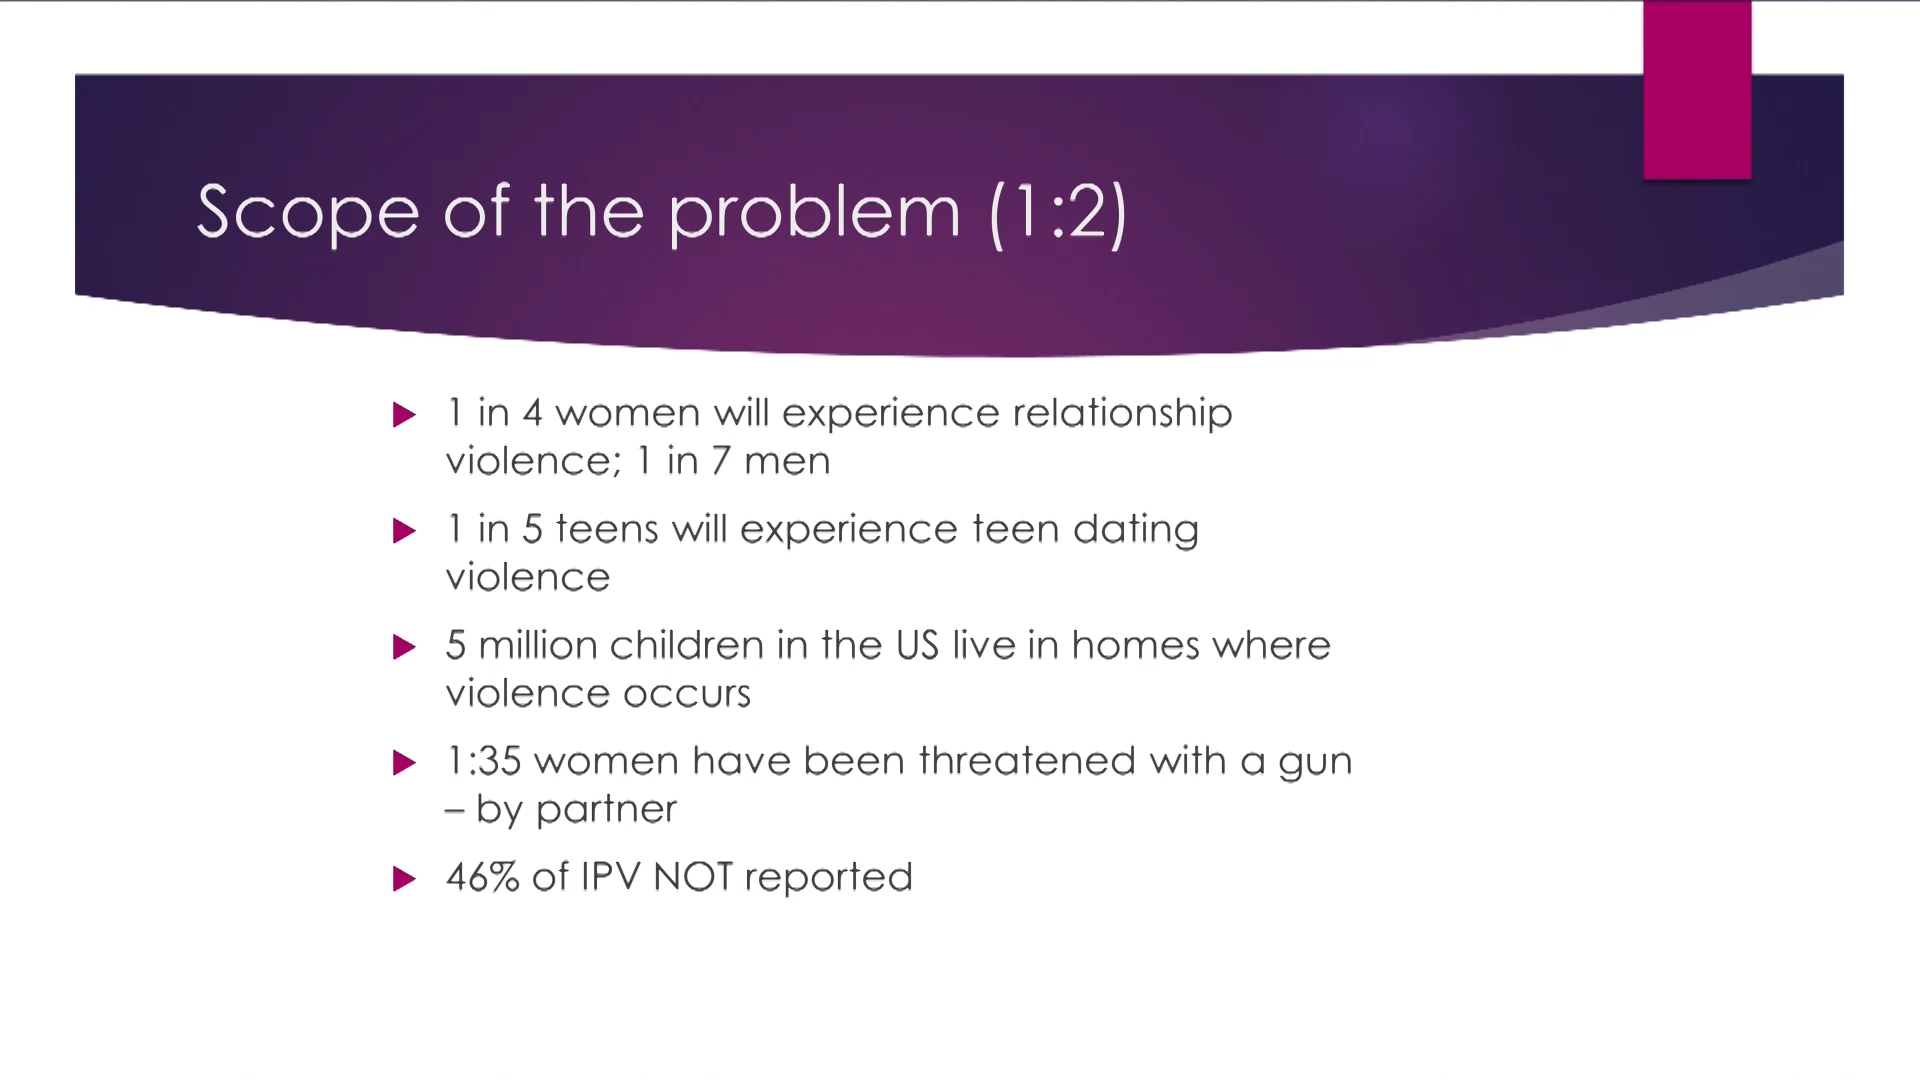 Scope of the problem (1:2)
1 in 4 women will experience relationship
violence; 1 in 7 men
1 in 5 teens will experience teen dating
violence
5 million children in the US live in homes where
violence occurs
1:35 women have been threatened with a gun
– by partner
46% of IPV NOT reported